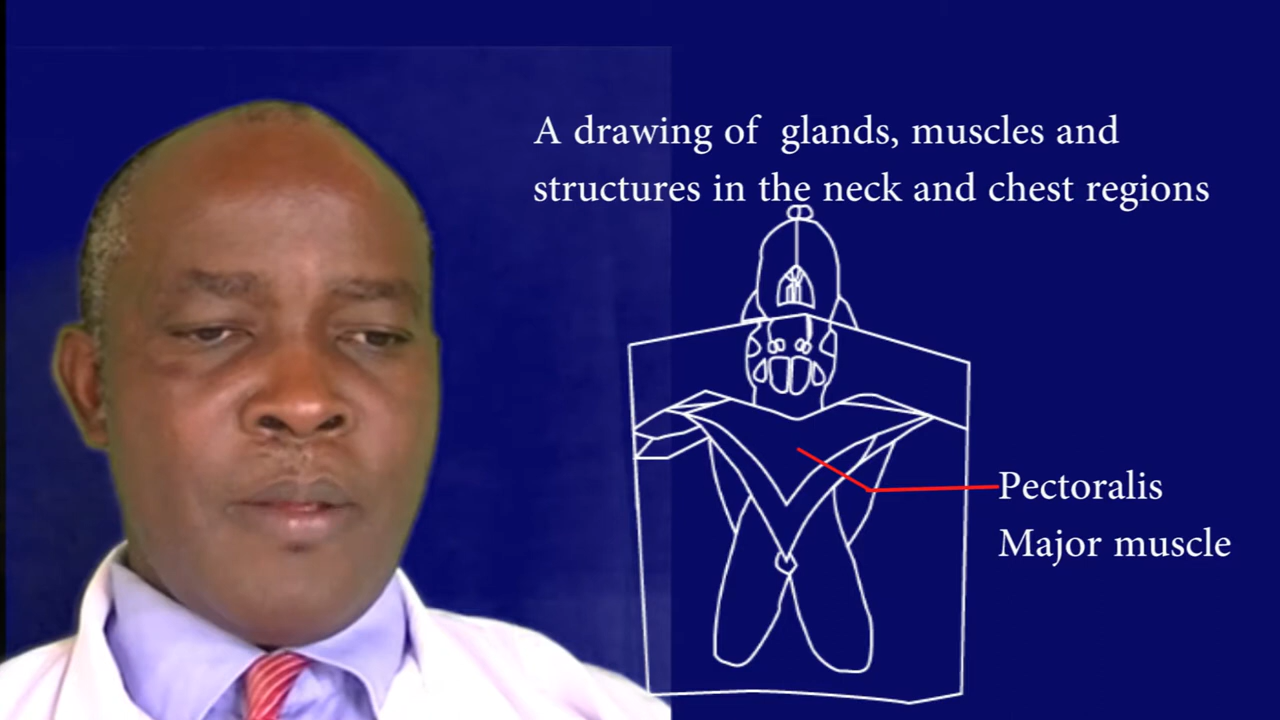 A drawing of glands, muscles and
structures in the neck and chest regions
Pectoralis
Major muscle